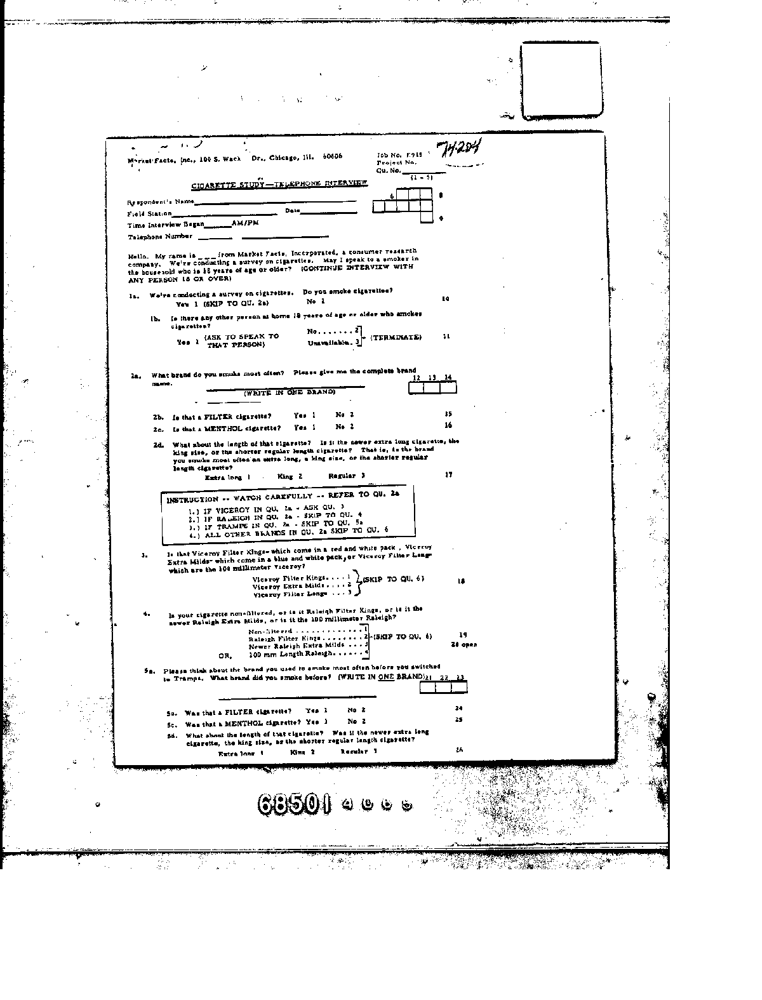 74-204
Market Facts, Inc., 100 S. Wack Dr., Chicago, Ill. 60606
Job No.
Project No.
Qu. No.
(1 - 5)
CIGARETTE STUDY—TELEPHONE INTERVIEW
Respondent's Name
6 8
Field Station Date
Time Interview Began AM/PM
9
Telephone Number
Hello. My name is ___ from Market Facts, Incorporated, a consumer research
company. We're conducting a survey on cigarettes. May I speak to a smoker in
the household who is 18 years of age or older? (CONTINUE INTERVIEW WITH
ANY PERSON 18 OR OVER)
1a. We're conducting a survey on cigarettes. Do you smoke cigarettes?
Yes 1 (SKIP TO QU. 2a) No 2 10
1b. Is there any other person at home 18 years of age or older who smokes
cigarettes?
Yes 1 (ASK TO SPEAK TO THAT PERSON)
No....... 2
Unavailable. 3 - (TERMINATE) 11
2a. What brand do you smoke most often? Please give me the complete brand
name. 12 13 14
(WRITE IN ONE BRAND)
2b. Is that a FILTER cigarette? Yes 1 No 2 15
2c. Is that a MENTHOL cigarette? Yes 1 No 2 16
2d. What about the length of that cigarette? Is it the newer extra long cigarette, the
king size, or the shorter regular length cigarette? That is, is the brand
you smoke most often an extra long, a king size, or the shorter regular
length cigarette?
Extra long 1 King 2 Regular 3 17
INSTRUCTION -- WATCH CAREFULLY -- REFER TO QU. 2a
1.) IF VICEROY IN QU. 2a - ASK QU. 3
2.) IF RALEIGH IN QU. 2a - SKIP TO QU. 4
3.) IF TRAMPS IN QU. 2a - SKIP TO QU. 5a
4.) ALL OTHER BRANDS IN QU. 2a SKIP TO QU. 6
3. Is that Viceroy Filter Kings- which come in a red and white pack, Viceroy
Extra Milds- which come in a blue and white pack, or Viceroy Filter Longs-
which are the 100 millimeter Viceroy?
Viceroy Filter Kings.... 1
Viceroy Extra Milds.... 2 (SKIP TO QU. 6) 18
Viceroy Filter Longs ... 3
4. Is your cigarette non-filtered, or is it Raleigh Filter Kings, or is it the
newer Raleigh Extra Milds, or is it the 100 millimeter Raleigh?
Non-filtered ............. 1
Raleigh Filter Kings........ 2 -(SKIP TO QU. 6) 19
Newer Raleigh Extra Milds ... 3 20 open
OR, 100 mm Length Raleigh...... 4
5a. Please think about the brand you used to smoke most often before you switched
to Tramps. What brand did you smoke before? (WRITE IN ONE BRAND) 21 22 23
5b. Was that a FILTER cigarette? Yes 1 No 2 24
5c. Was that a MENTHOL cigarette? Yes 1 No 2 25
5d. What about the length of that cigarette? Was it the newer extra long
cigarette, the king size, or the shorter regular length cigarette?
Extra long 1 King 2 Regular 3 26
68501